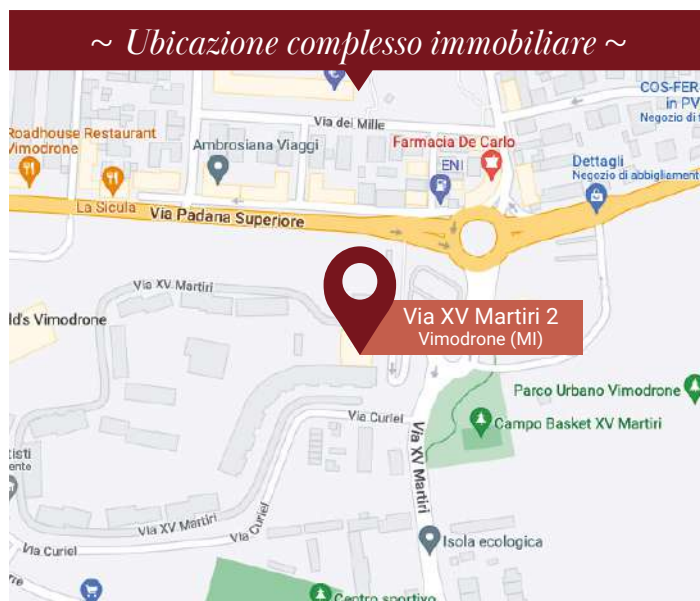 ~ Ubicazione complesso immobiliare ~
COS-FER
in PV
Negozio di
Via dei Mille
Roadhouse Restaurant
Vimodrone
Ambrosiana Viaggi
Farmacia De Carlo
ENI
Dettagli
Negozio di abbigliament
La Sicula
Via Padana Superiore
Via XV Martiri
ld's Vimodrone
Via XV Martiri 2
Vimodrone (MI)
Parco Urbano Vimodrone
Via Curiel
Campo Basket XV Martiri
Via XV Martiri
tisti
ente
Via XV Martiri
Via Curiel
Via Curiel
Isola ecologica
Centro sportivo